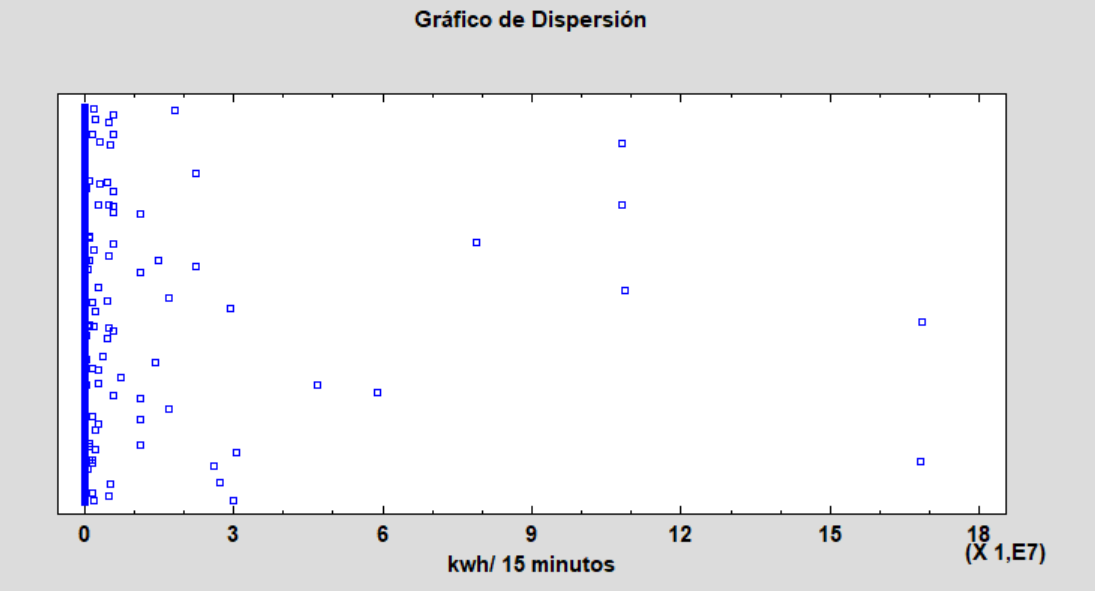 Gráfico de Dispersión
0 3 6 9 12 15 18
(X 1,E7)
kwh/ 15 minutos